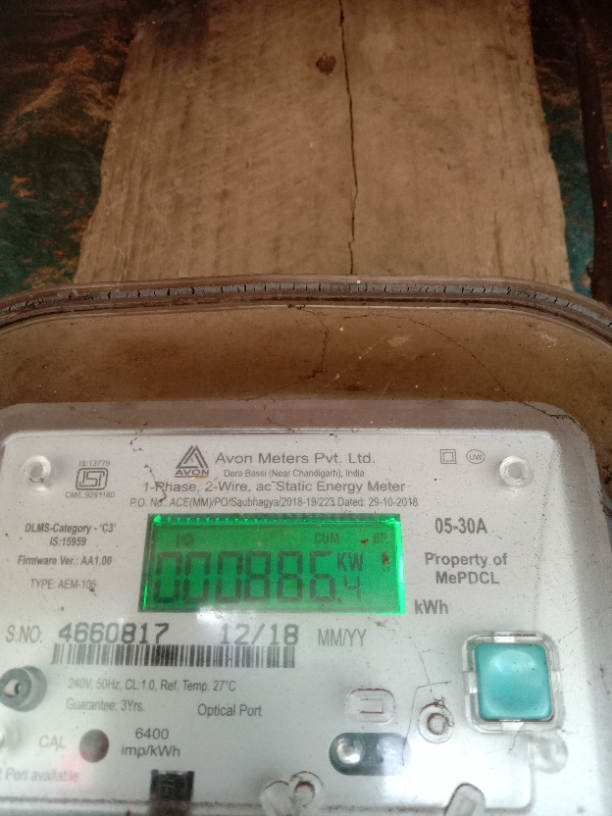 IS:13779
ISI
CM/L 9091180
AVON
Avon Meters Pvt. Ltd.
Dera Bassi (Near Chandigarh), India
1-Phase, 2-Wire, ac Static Energy Meter
P.O. No. ACE(MM)/PO/Saubhagya/2018-19/223 Dated: 29-10-2018
DLMS-Category - 'C3'
IS:15959
Firmware Ver.: AA1.00
TYPE: AEM-106
CUM
KW
000886.4
kWh
05-30A
Property of
MePDCL
S.NO: 4660817 12/18 MM/YY
240V, 50Hz, CL:1.0, Ref. Temp. 27°C
Guarantee: 3Yrs.
Optical Port
CAL
6400
imp/kWh
Port available